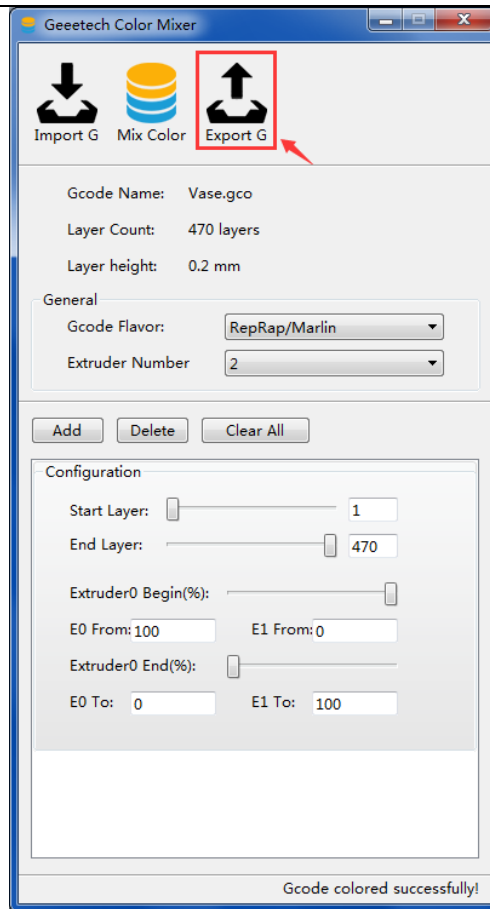 Geeetech Color Mixer
Import G Mix Color Export G
Gcode Name: Vase.gco
Layer Count: 470 layers
Layer height: 0.2 mm
General
Gcode Flavor: RepRap/Marlin
Extruder Number 2
Add Delete Clear All
Configuration
Start Layer: 1
End Layer: 470
Extruder0 Begin(%):
E0 From: 100 E1 From: 0
Extruder0 End(%):
E0 To: 0 E1 To: 100
Gcode colored successfully!